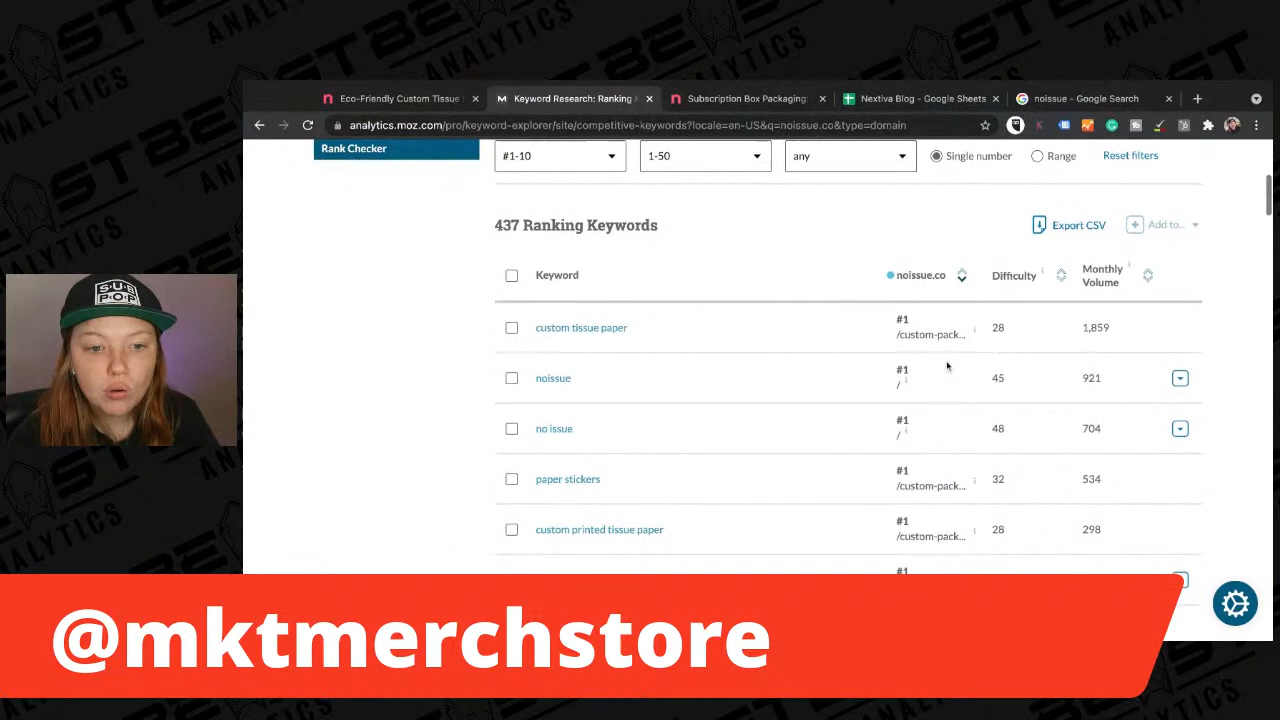 Eco-Friendly Custom Tissue
Keyword Research: Ranking
Subscription Box Packaging:
Nextiva Blog - Google Sheets
noissue - Google Search
analytics.moz.com/pro/keyword-explorer/site/competitive-keywords?locale=en-US&q=noissue.co&type=domain
Rank Checker
#1-10
1-50
any
Single number
Range
Reset filters
437 Ranking Keywords
Export CSV
Add to...
Keyword
noissue.co
Difficulty
Monthly
Volume
custom tissue paper
#1
/custom-pack...
28
1,859
noissue
#1
/
45
921
no issue
#1
/
48
704
paper stickers
#1
/custom-pack...
32
534
custom printed tissue paper
#1
/custom-pack...
28
298
#1
SUB
POP
@mktmerchstore
BEAST
ANALYTICS